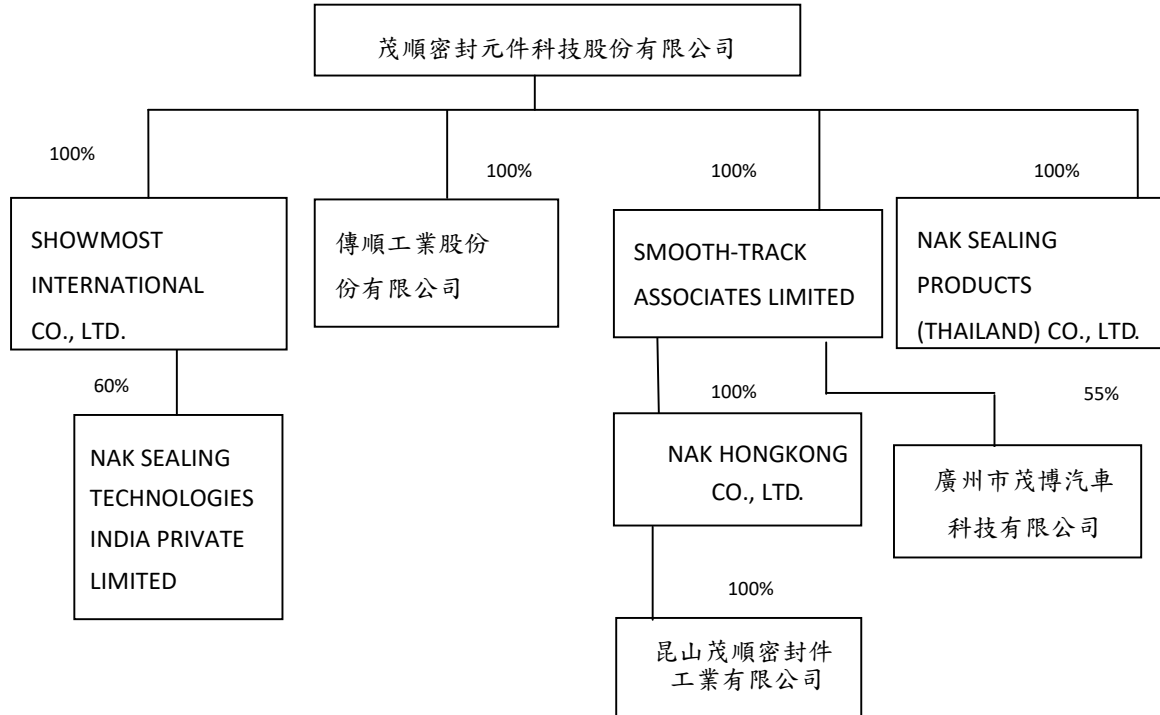 茂順密封元件科技股份有限公司
100%
100%
100%
100%
SHOWMOST
INTERNATIONAL
CO., LTD.
傳順工業股份
份有限公司
SMOOTH-TRACK
ASSOCIATES LIMITED
NAK SEALING
PRODUCTS
(THAILAND) CO., LTD.
60%
100%
55%
NAK SEALING
TECHNOLOGIES
INDIA PRIVATE
LIMITED
NAK HONGKONG
CO., LTD.
廣州市茂博汽車
科技有限公司
100%
昆山茂順密封件
工業有限公司